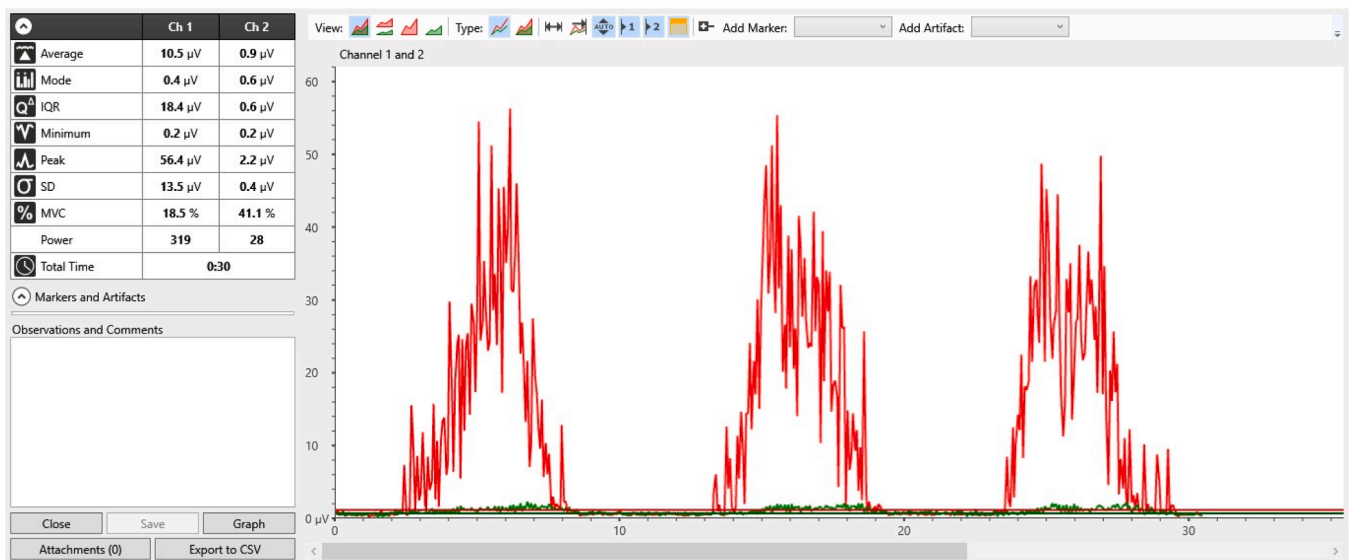 Ch 1 Ch 2
Average 10.5 µV 0.9 µV
Mode 0.4 µV 0.6 µV
IQR 18.4 µV 0.6 µV
Minimum 0.2 µV 0.2 µV
Peak 56.4 µV 2.2 µV
SD 13.5 µV 0.4 µV
% MVC 18.5 % 41.1 %
Power 319 28
Total Time 0:30
Markers and Artifacts
Observations and Comments
Close Save Graph
Attachments (0) Export to CSV
View: Type: AUTO 1 2 Add Marker: Add Artifact:
Channel 1 and 2
60
50
40
30
20
10
0 µV
0 10 20 30